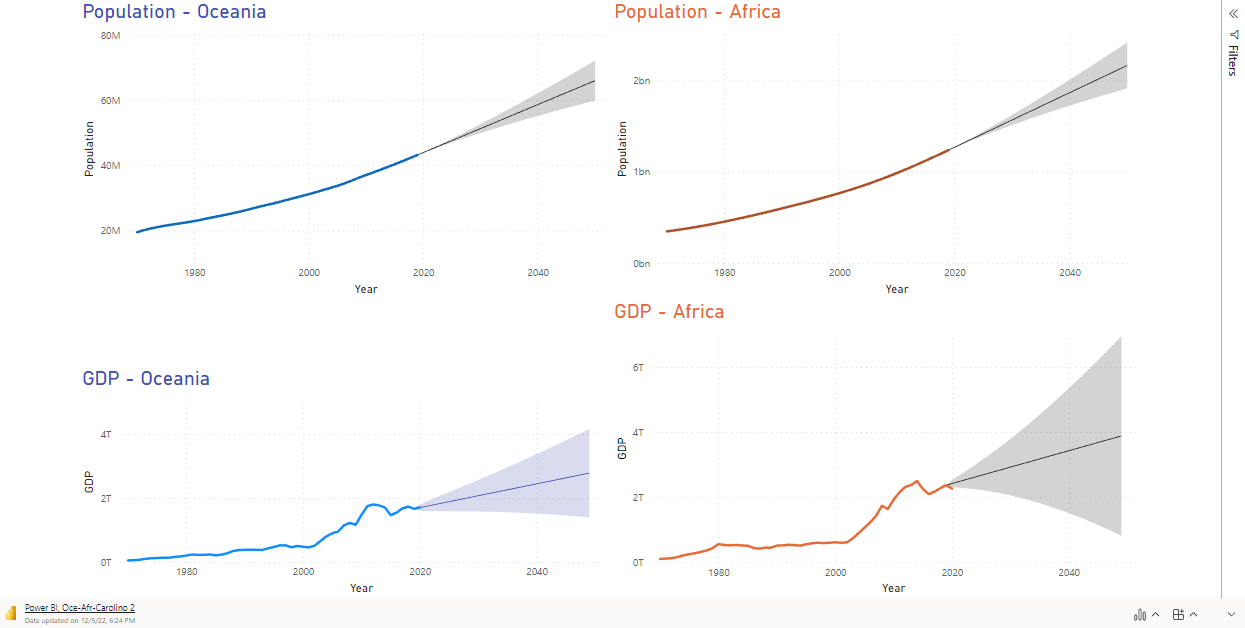 Population - Oceania
80M
60M
40M
20M
Population
1980
2000
2020
2040
Year
Population - Africa
2bn
1bn
0bn
Population
1980
2000
2020
2040
Year
GDP - Oceania
4T
2T
0T
GDP
1980
2000
2020
2040
Year
GDP - Africa
6T
4T
2T
0T
GDP
1980
2000
2020
2040
Year
Filters
Power BI, Oce-Afr-Carolino 2
Data updated on 12/5/22, 6:24 PM